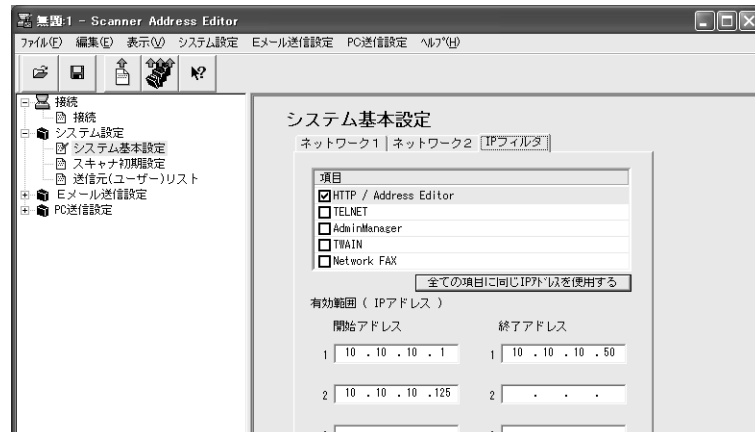 無題:1 - Scanner Address Editor
ファイル(F) 編集(E) 表示(V) システム設定 Eメール送信設定 PC送信設定 ヘルプ(H)
接続
接続
システム設定
システム基本設定
スキャナ初期設定
送信元(ユーザー)リスト
Eメール送信設定
PC送信設定
システム基本設定
ネットワーク1 ネットワーク2 IPフィルタ
項目
HTTP / Address Editor
TELNET
AdminManager
TWAIN
Network FAX
全ての項目に同じIPアドレスを使用する
有効範囲 ( IPアドレス )
開始アドレス 終了アドレス
1 10 . 10 . 10 . 1 1 10 . 10 . 10 . 50
2 10 . 10 . 10 . 125 2 . . .